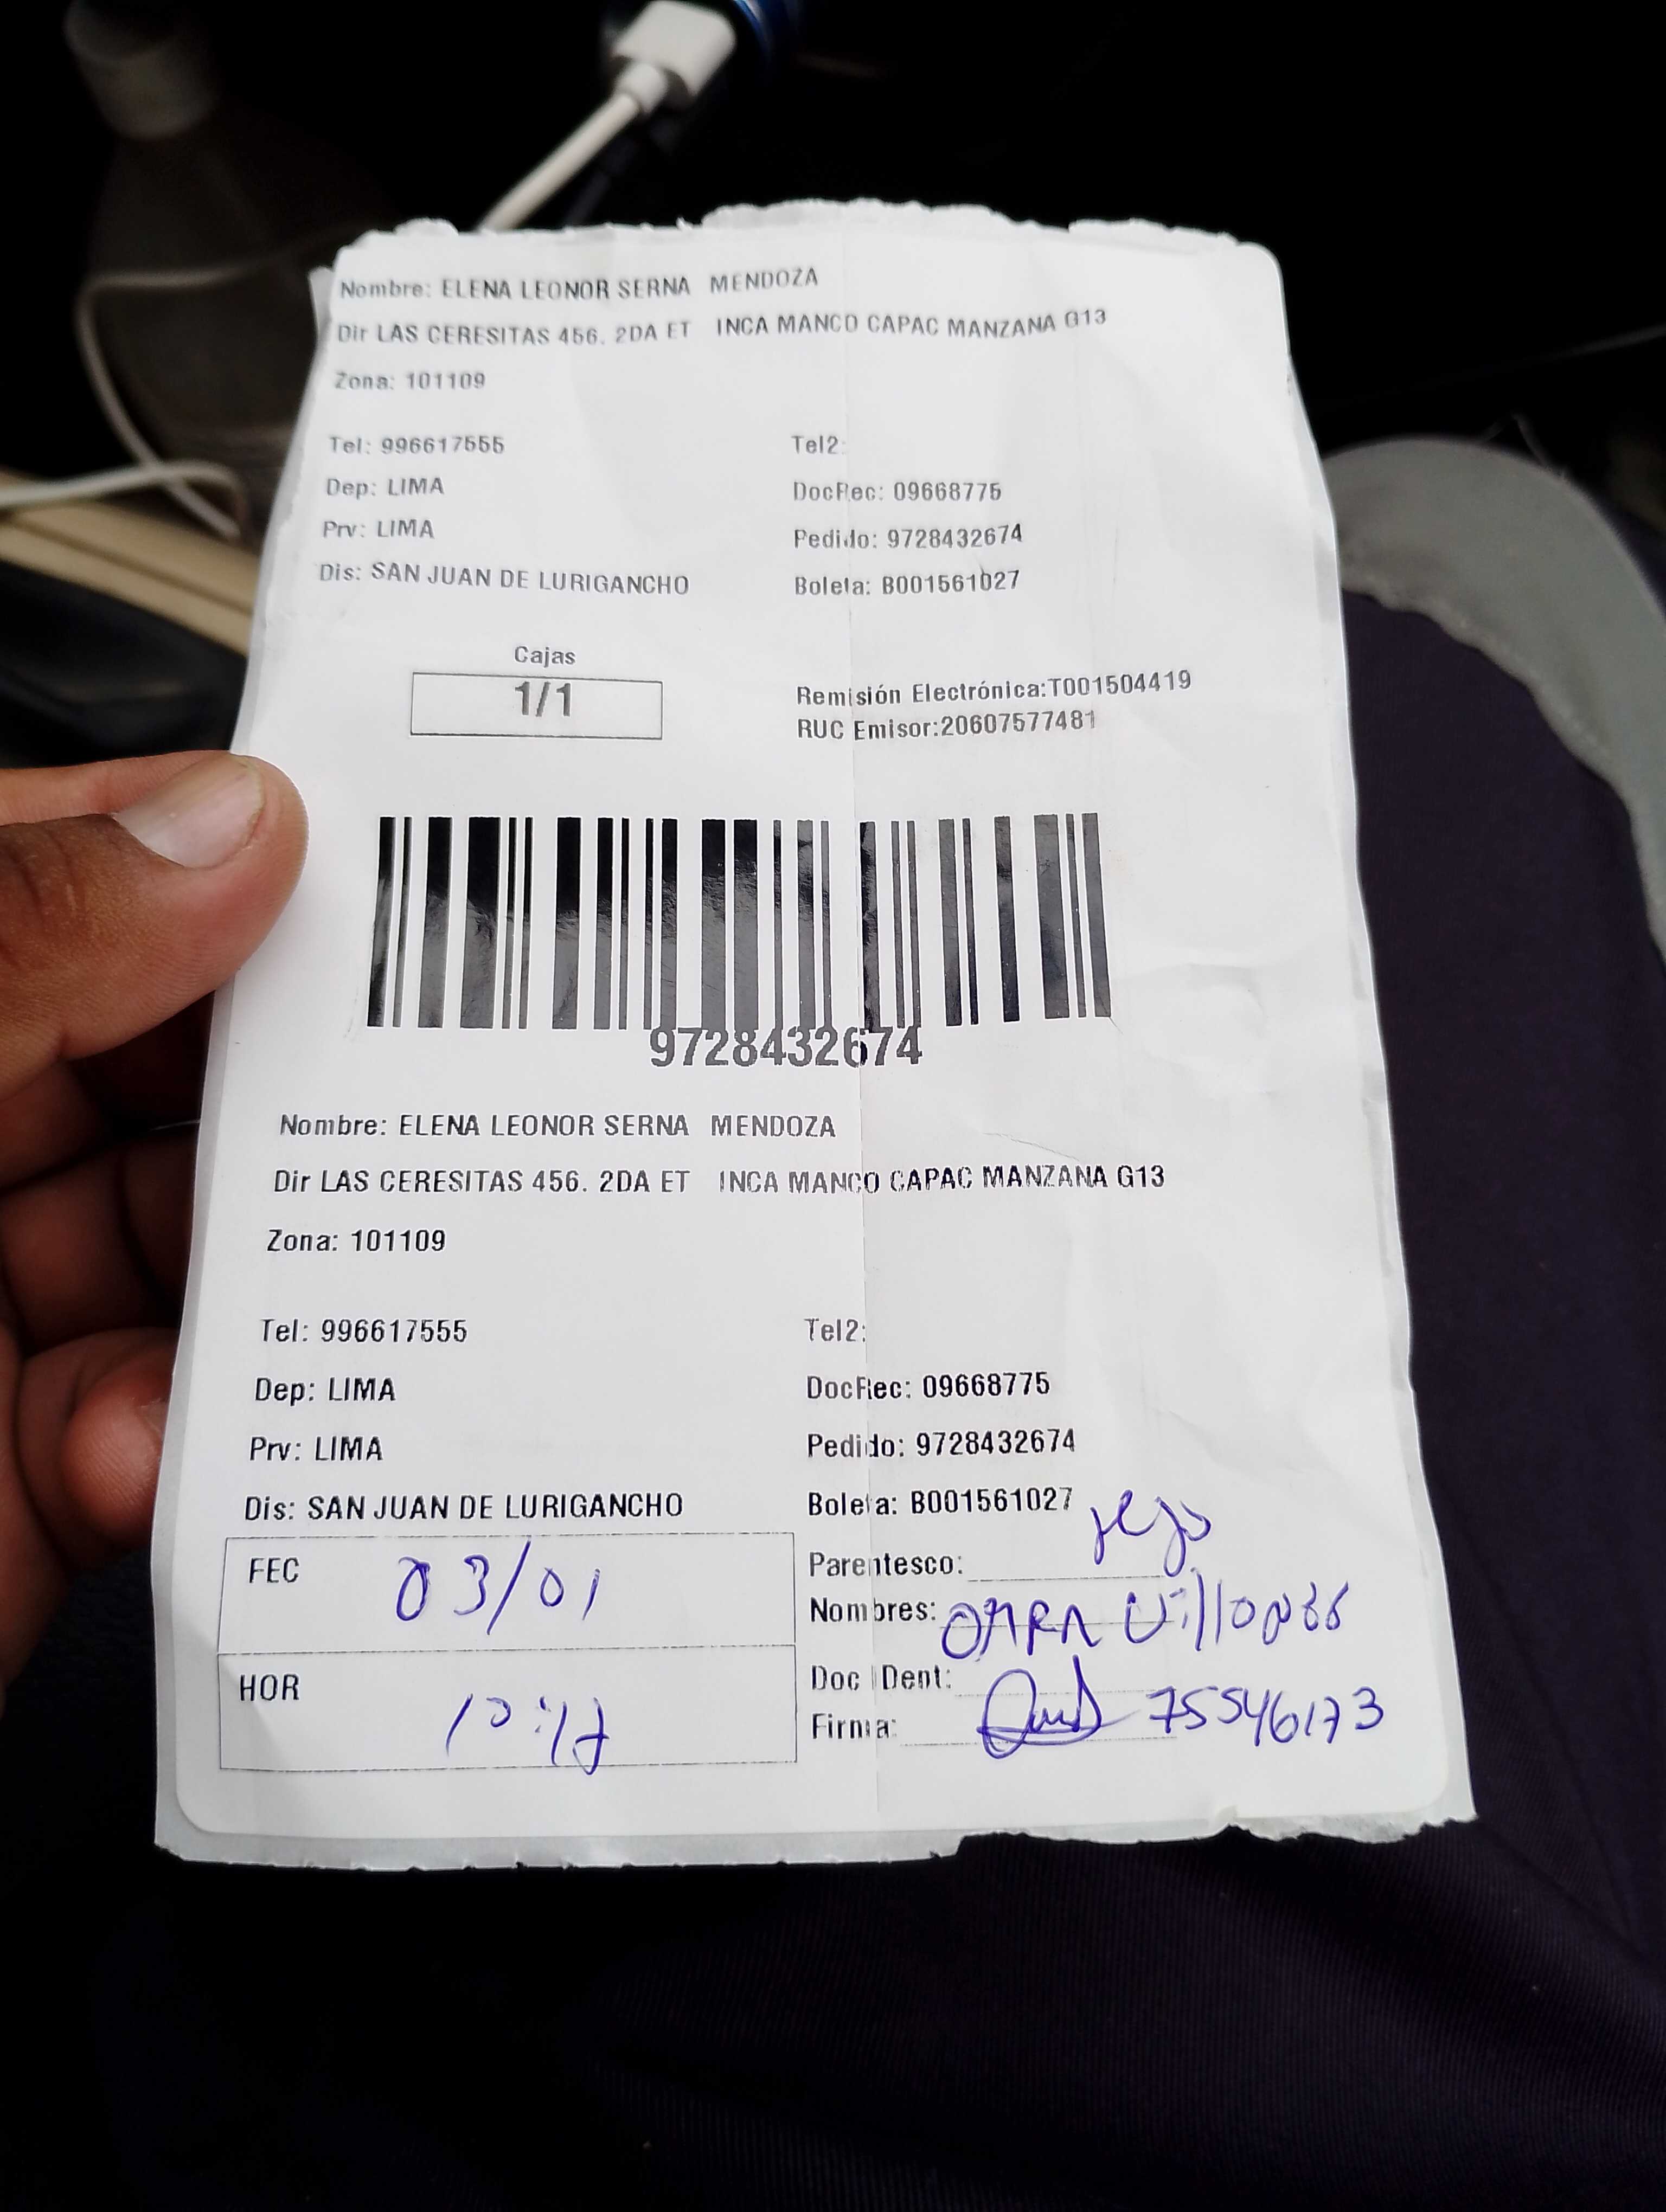 Nombre: ELENA LEONOR SERNA MENDOZA
Dir LAS CERESITAS 456. 2DA ET INCA MANCO CAPAC MANZANA G13
Zona: 101109
Tel: 996617555 Tel2:
Dep: LIMA DocRec: 09668775
Prv: LIMA Pedido: 9728432674
Dis: SAN JUAN DE LURIGANCHO Boleta: B001561027
Cajas
1/1
Remisión Electrónica:T001504419
RUC Emisor:20607577481
9728432674
Nombre: ELENA LEONOR SERNA MENDOZA
Dir LAS CERESITAS 456. 2DA ET INCA MANCO CAPAC MANZANA G13
Zona: 101109
Tel: 996617555 Tel2:
Dep: LIMA DocRec: 09668775
Prv: LIMA Pedido: 9728432674
Dis: SAN JUAN DE LURIGANCHO Boleta: B001561027
FEC 03/01
Parentesco:
Nombres:
HOR
Doc Dent:
Firma: 75546173